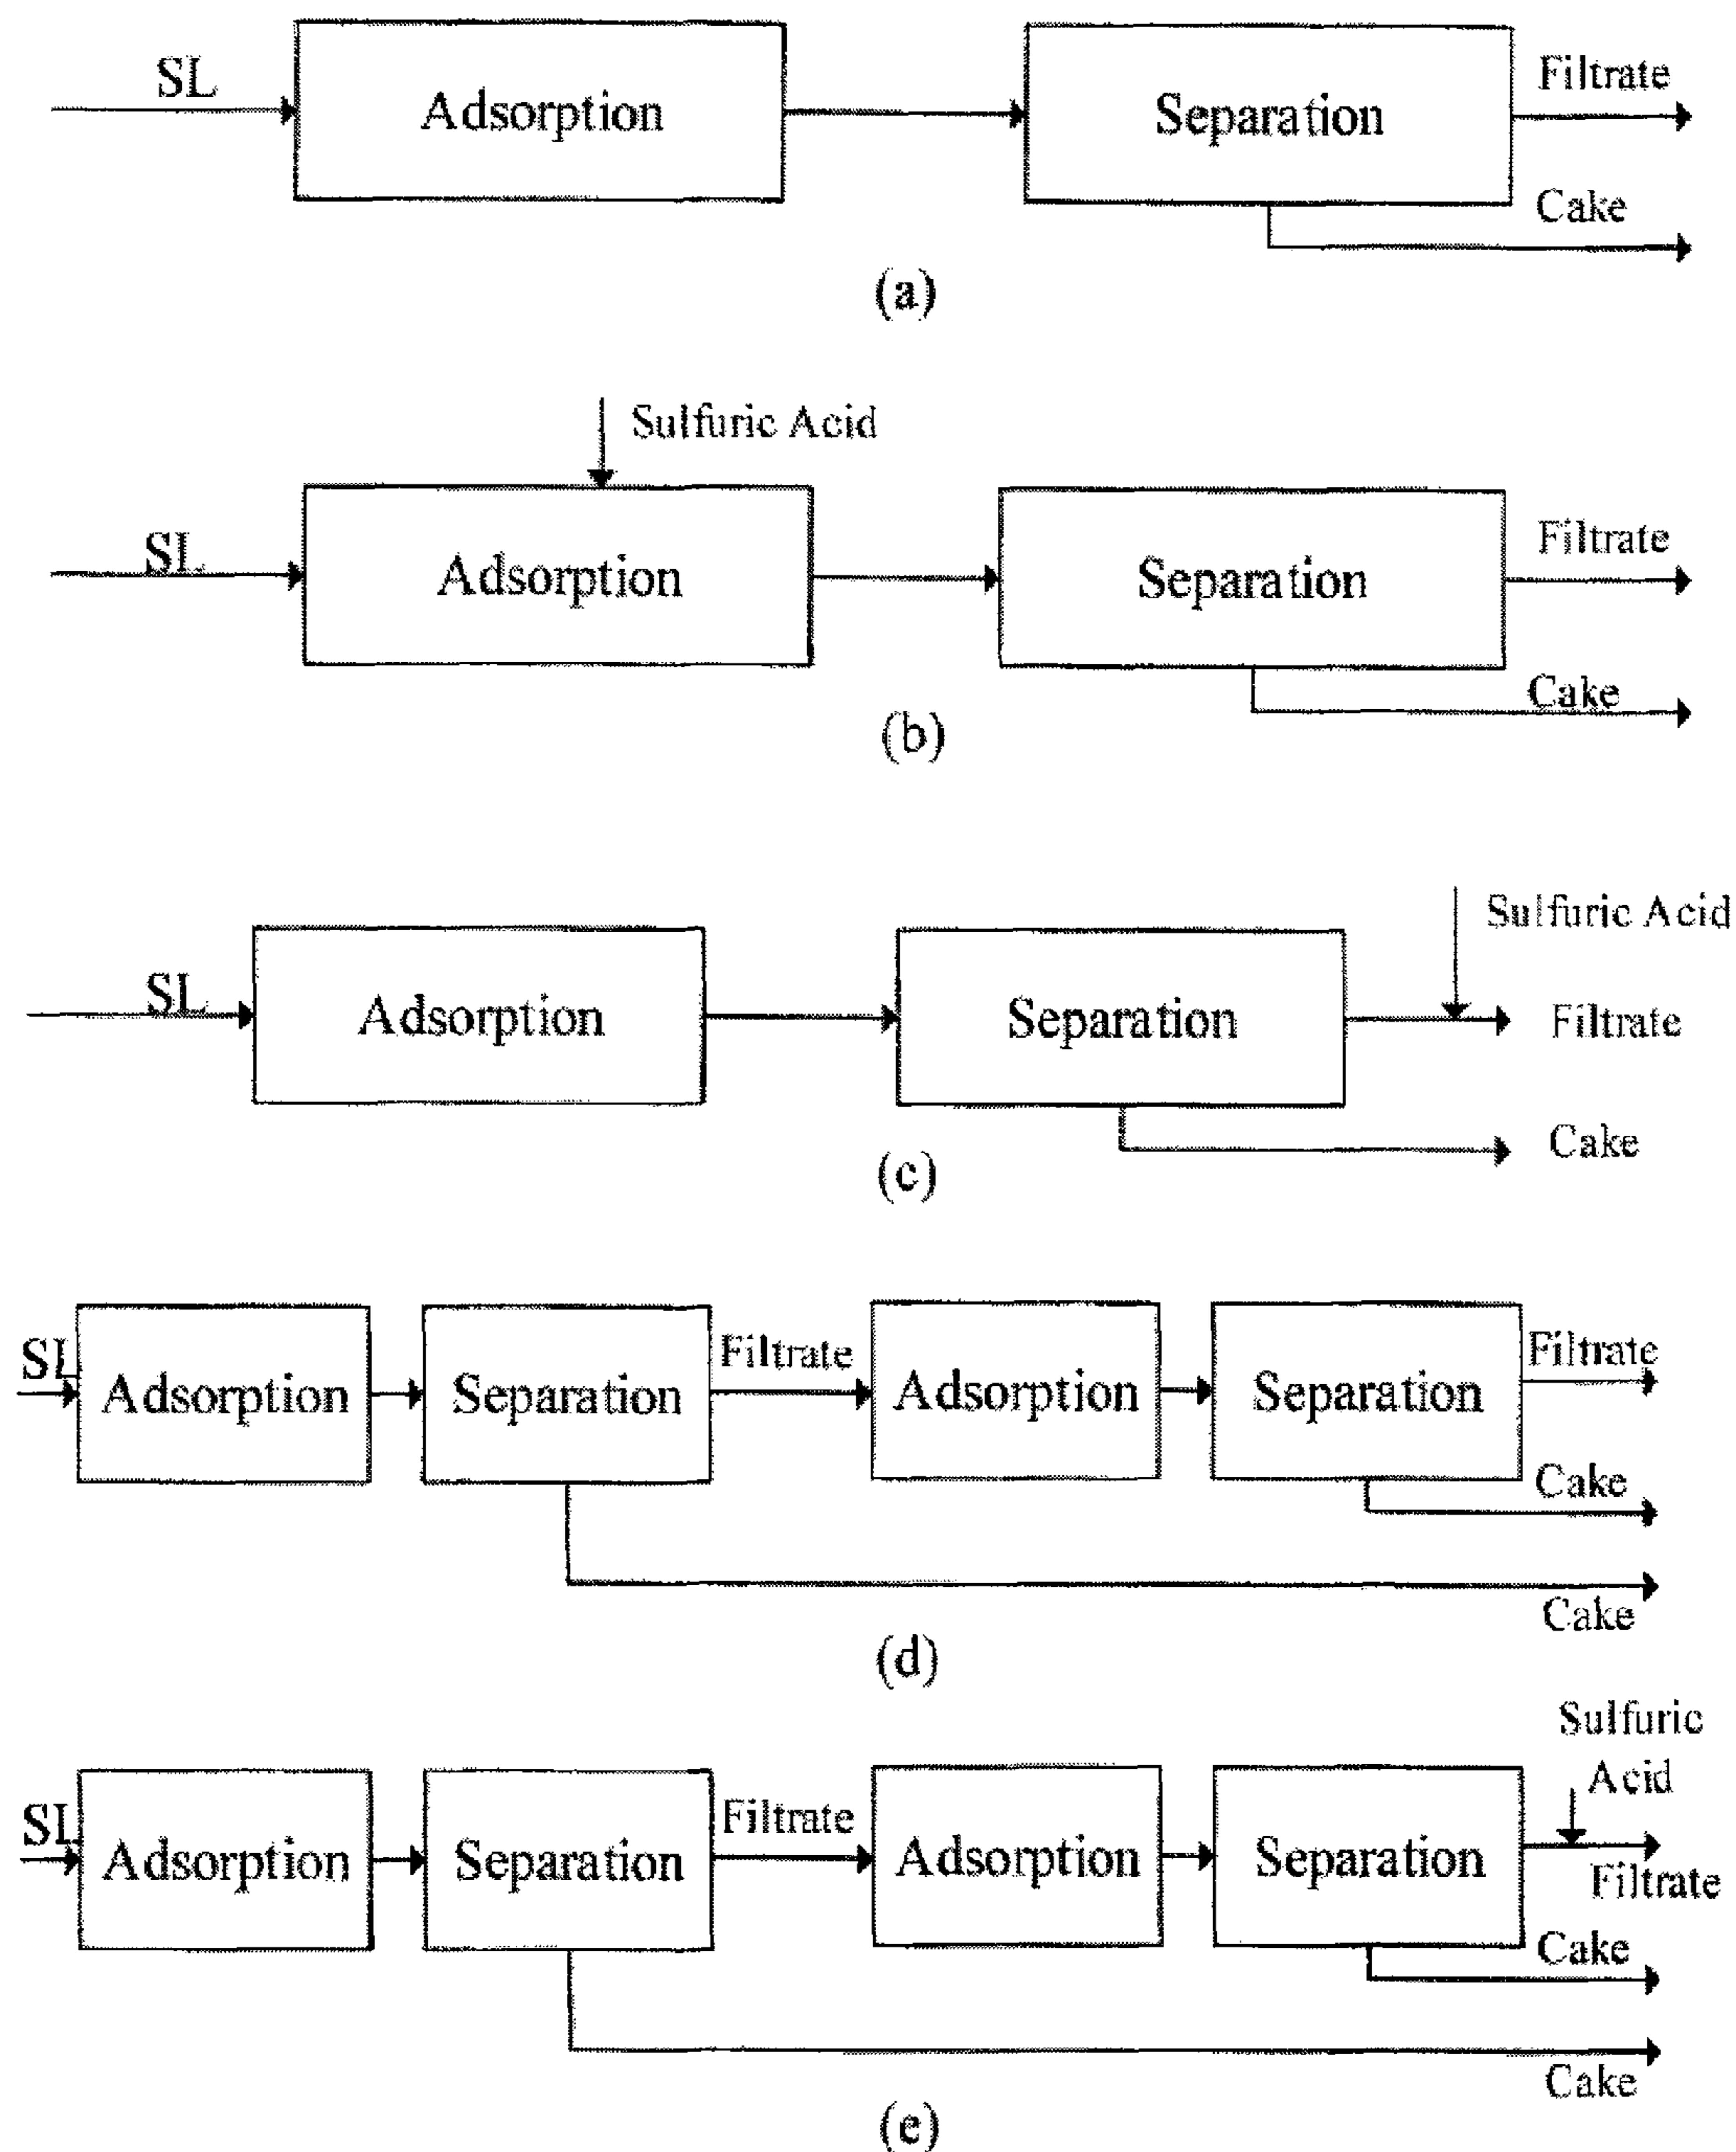 SL
Adsorption
Separation
Filtrate
Cake
(a)
Sulfuric Acid
SL
Adsorption
Separation
Filtrate
Cake
(b)
Sulfuric Acid
SL
Adsorption
Separation
Filtrate
Cake
(c)
SL
Adsorption
Separation
Filtrate
Adsorption
Separation
Filtrate
Cake
Cake
(d)
Sulfuric
Acid
SL
Adsorption
Separation
Filtrate
Adsorption
Separation
Filtrate
Cake
Cake
(e)